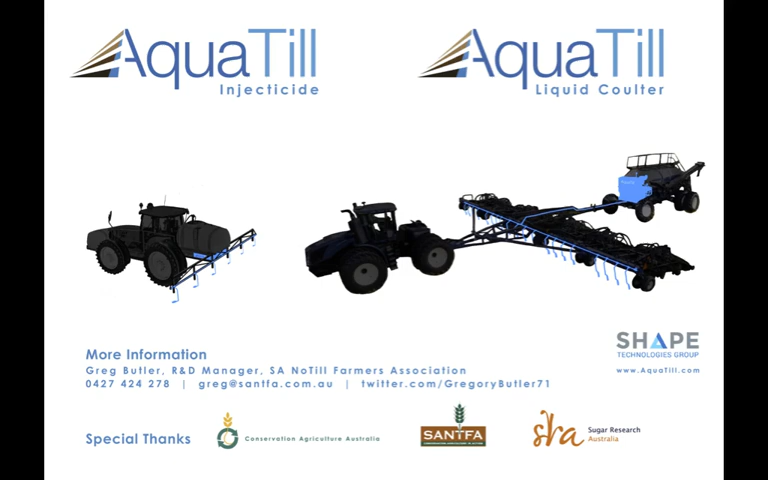 AquaTill
Injecticide
AquaTill
Liquid Coulter
SHAPE
TECHNOLOGIES GROUP
www.AquaTill.com
More Information
Greg Butler, R&D Manager, SA NoTill Farmers Association
0427 424 278 | greg@santfa.com.au | twitter.com/GregoryButler71
Special Thanks
Conservation Agriculture Australia
SANTFA
sra
Sugar Research
Australia